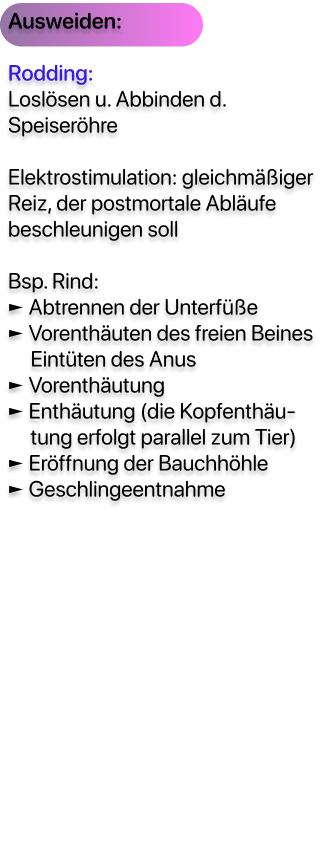 Ausweiden:
Rodding:
Loslösen u. Abbinden d.
Speiseröhre
Elektrostimulation: gleichmäßiger
Reiz, der postmortale Abläufe
beschleunigen soll
Bsp. Rind:
► Abtrennen der Unterfüße
► Vorenthäuten des freien Beines
Eintüten des Anus
► Vorenthäutung
► Enthäutung (die Kopfenthäu-
tung erfolgt parallel zum Tier)
► Eröffnung der Bauchhöhle
► Geschlingeentnahme